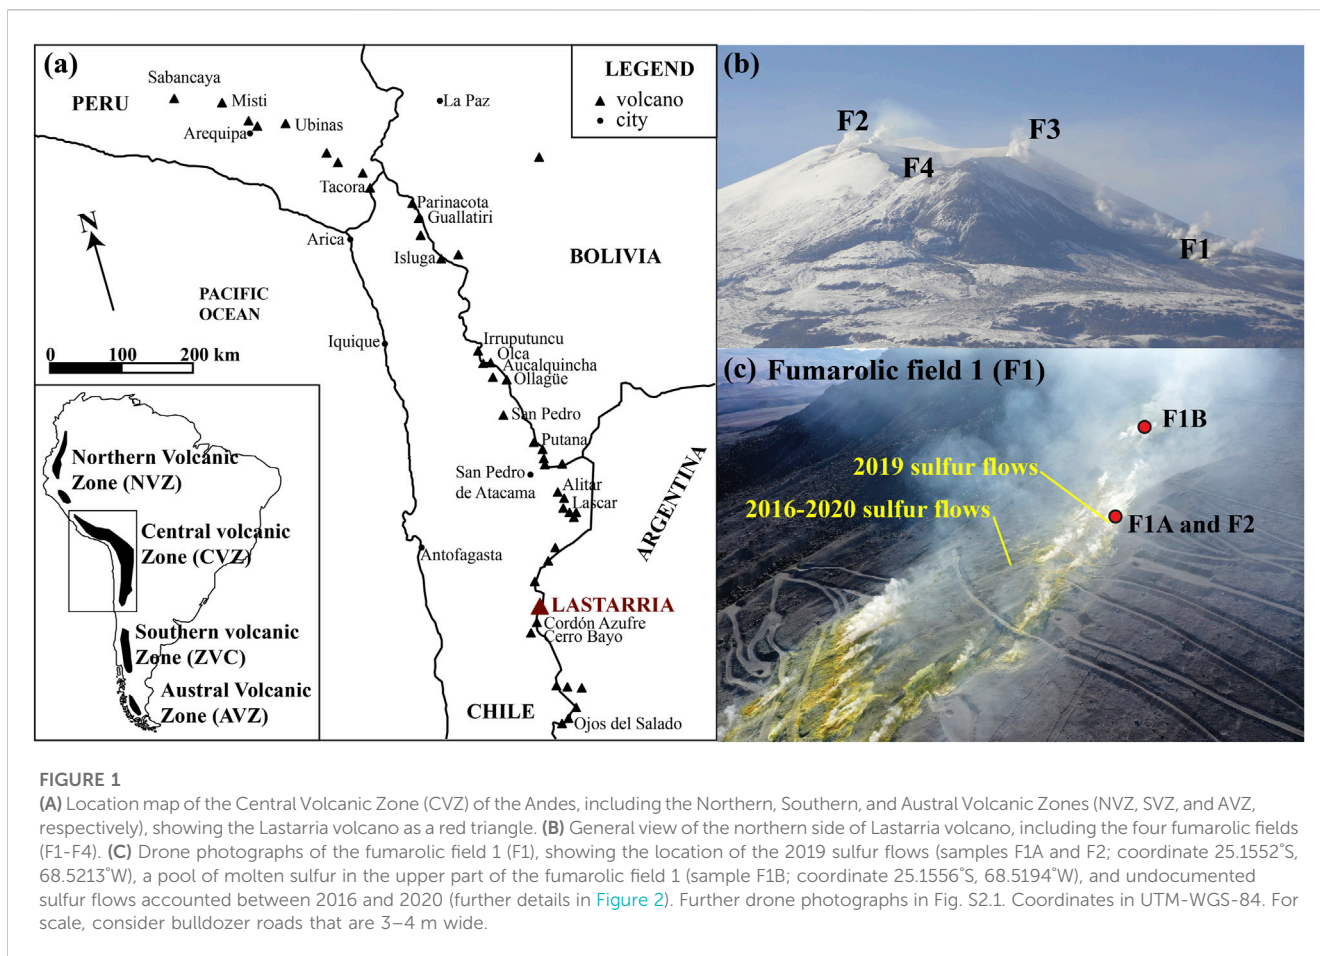 (a)
LEGEND
volcano
city
Sabancaya
PERU
Misti
Ubinas
Arequipa
La Paz
Tacora
Parinacota
Guallatiri
Arica
Isluga
BOLIVIA
N
PACIFIC
OCEAN
0 100 200 km
Iquique
Irruputuncu
Olca
Aucalquincha
Ollagüe
San Pedro
Putana
San Pedro
de Atacama
Alitar
Lascar
ARGENTINA
Antofagasta
LASTARRIA
Cordón Azufre
Cerro Bayo
CHILE
Ojos del Salado
Northern Volcanic
Zone (NVZ)
Central volcanic
Zone (CVZ)
Southern volcanic
Zone (ZVC)
Austral Volcanic
Zone (AVZ)
(b)
F2
F3
F4
F1
(c) Fumarolic field 1 (F1)
F1B
2019 sulfur flows
2016-2020 sulfur flows
F1A and F2
FIGURE 1
(A) Location map of the Central Volcanic Zone (CVZ) of the Andes, including the Northern, Southern, and Austral Volcanic Zones (NVZ, SVZ, and AVZ,
respectively), showing the Lastarria volcano as a red triangle. (B) General view of the northern side of Lastarria volcano, including the four fumarolic fields
(F1-F4). (C) Drone photographs of the fumarolic field 1 (F1), showing the location of the 2019 sulfur flows (samples F1A and F2; coordinate 25.1552°S,
68.5213°W), a pool of molten sulfur in the upper part of the fumarolic field 1 (sample F1B; coordinate 25.1556°S, 68.5194°W), and undocumented
sulfur flows accounted between 2016 and 2020 (further details in Figure 2). Further drone photographs in Fig. S2.1. Coordinates in UTM-WGS-84. For
scale, consider bulldozer roads that are 3–4 m wide.